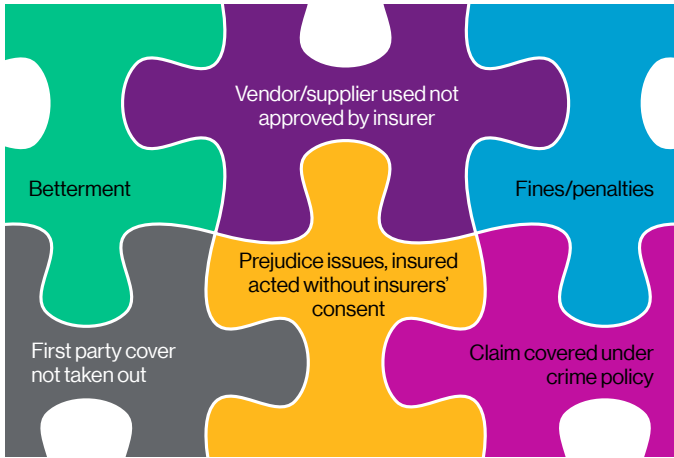 Vendor/supplier used not
approved by insurer
Betterment
Fines/penalties
Prejudice issues, insured
acted without insurers’
consent
First party cover
not taken out
Claim covered under
crime policy